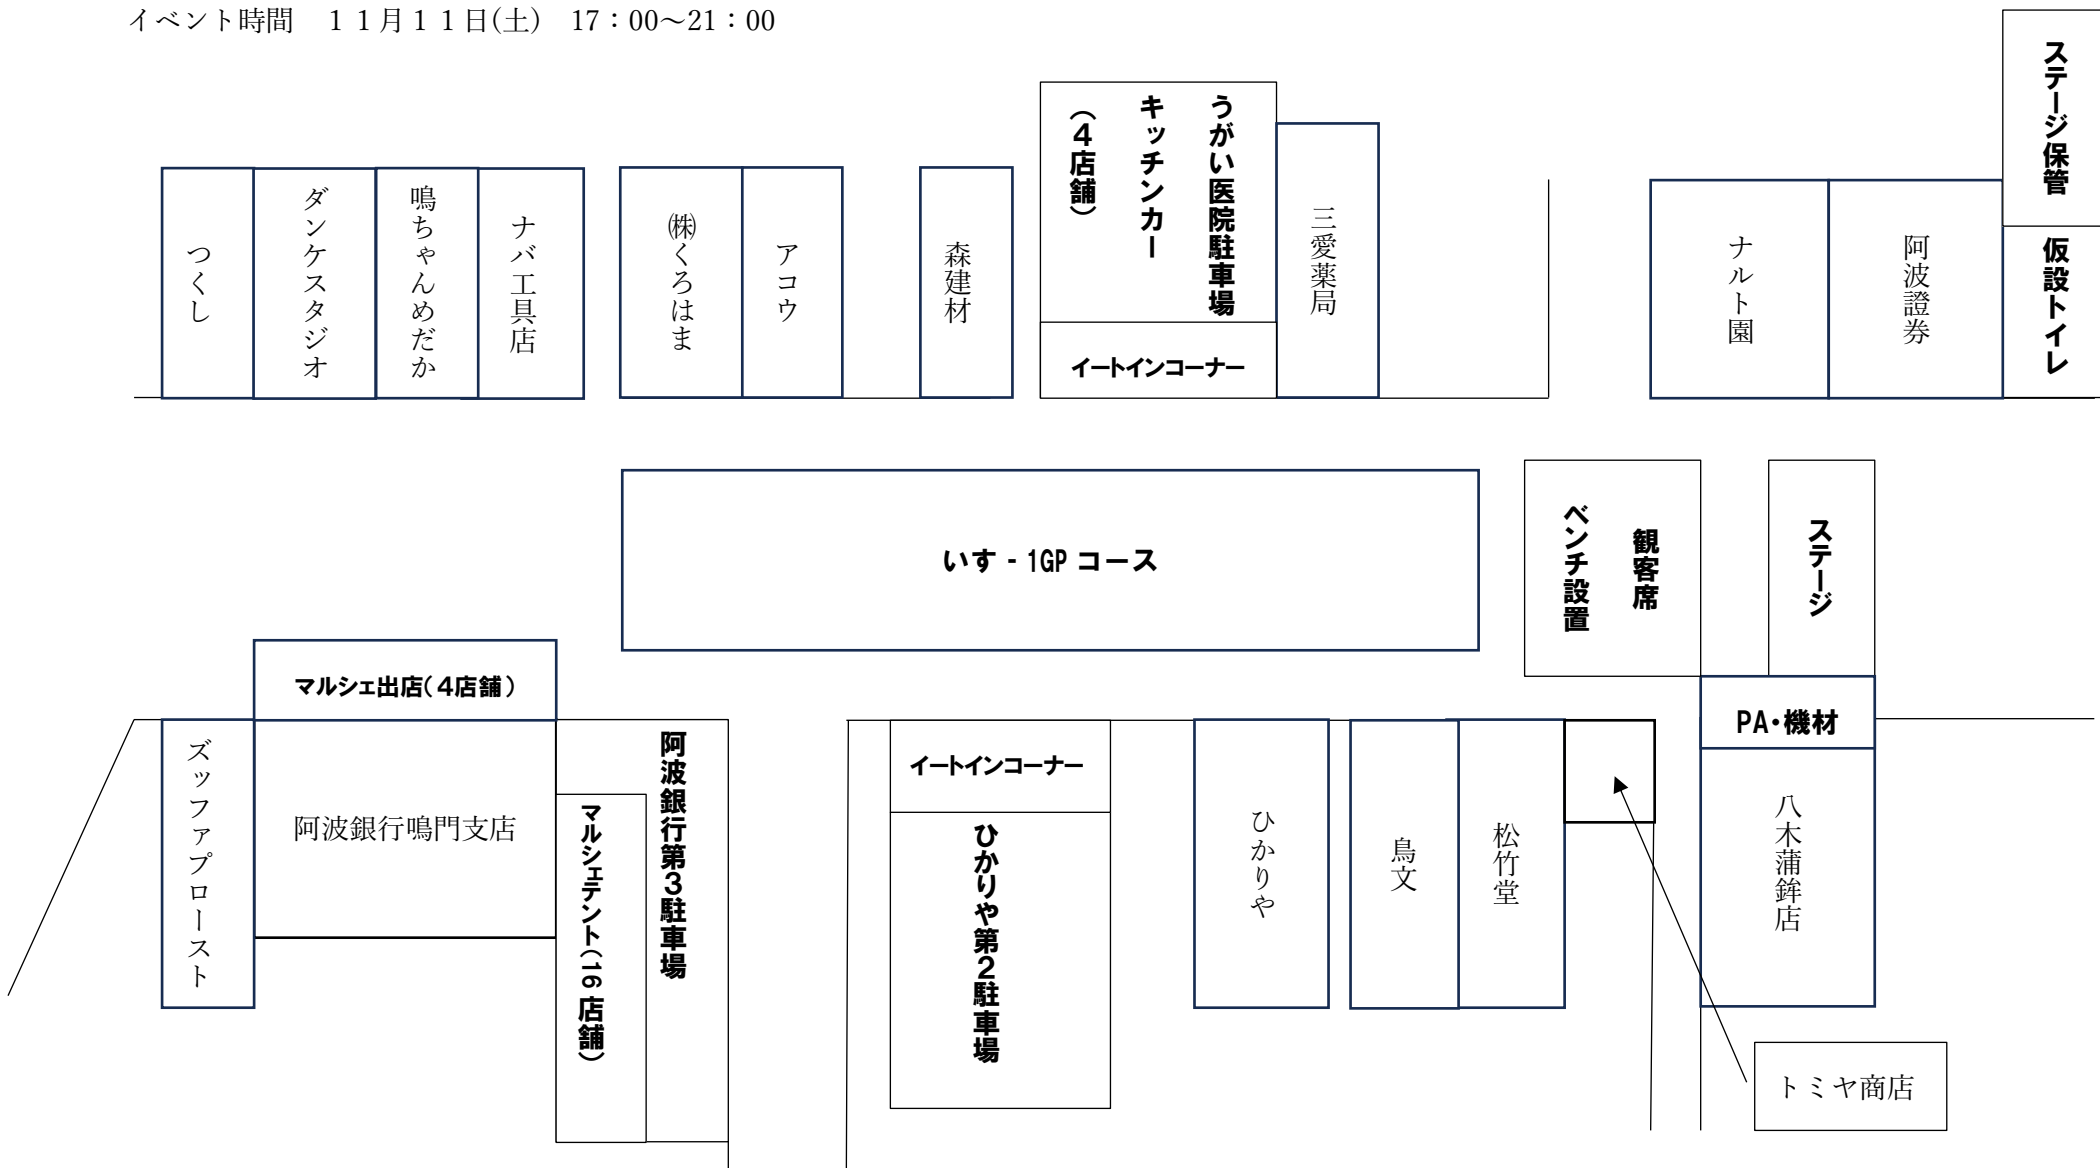 イベント時間　１１月１１日(土)　17：00～21：00
ステージ保管
仮設トイレ
つくし
ダンケスタジオ
鳴ちゃんめだか
ナバ工具店
㈱くろはま
アコウ
森建材
うがい医院駐車場
キッチンカー
（４店舗）
イートインコーナー
三愛薬局
ナルト園
阿波證券
いす‐1GP コース
観客席
ベンチ設置
ステージ
マルシェ出店（４店舗）
PA・機材
ズッファプロースト
阿波銀行鳴門支店
阿波銀行第３駐車場
マルシェテント（16 店舗）
イートインコーナー
ひかりや第２駐車場
ひかりや
鳥文
松竹堂
八木蒲鉾店
トミヤ商店